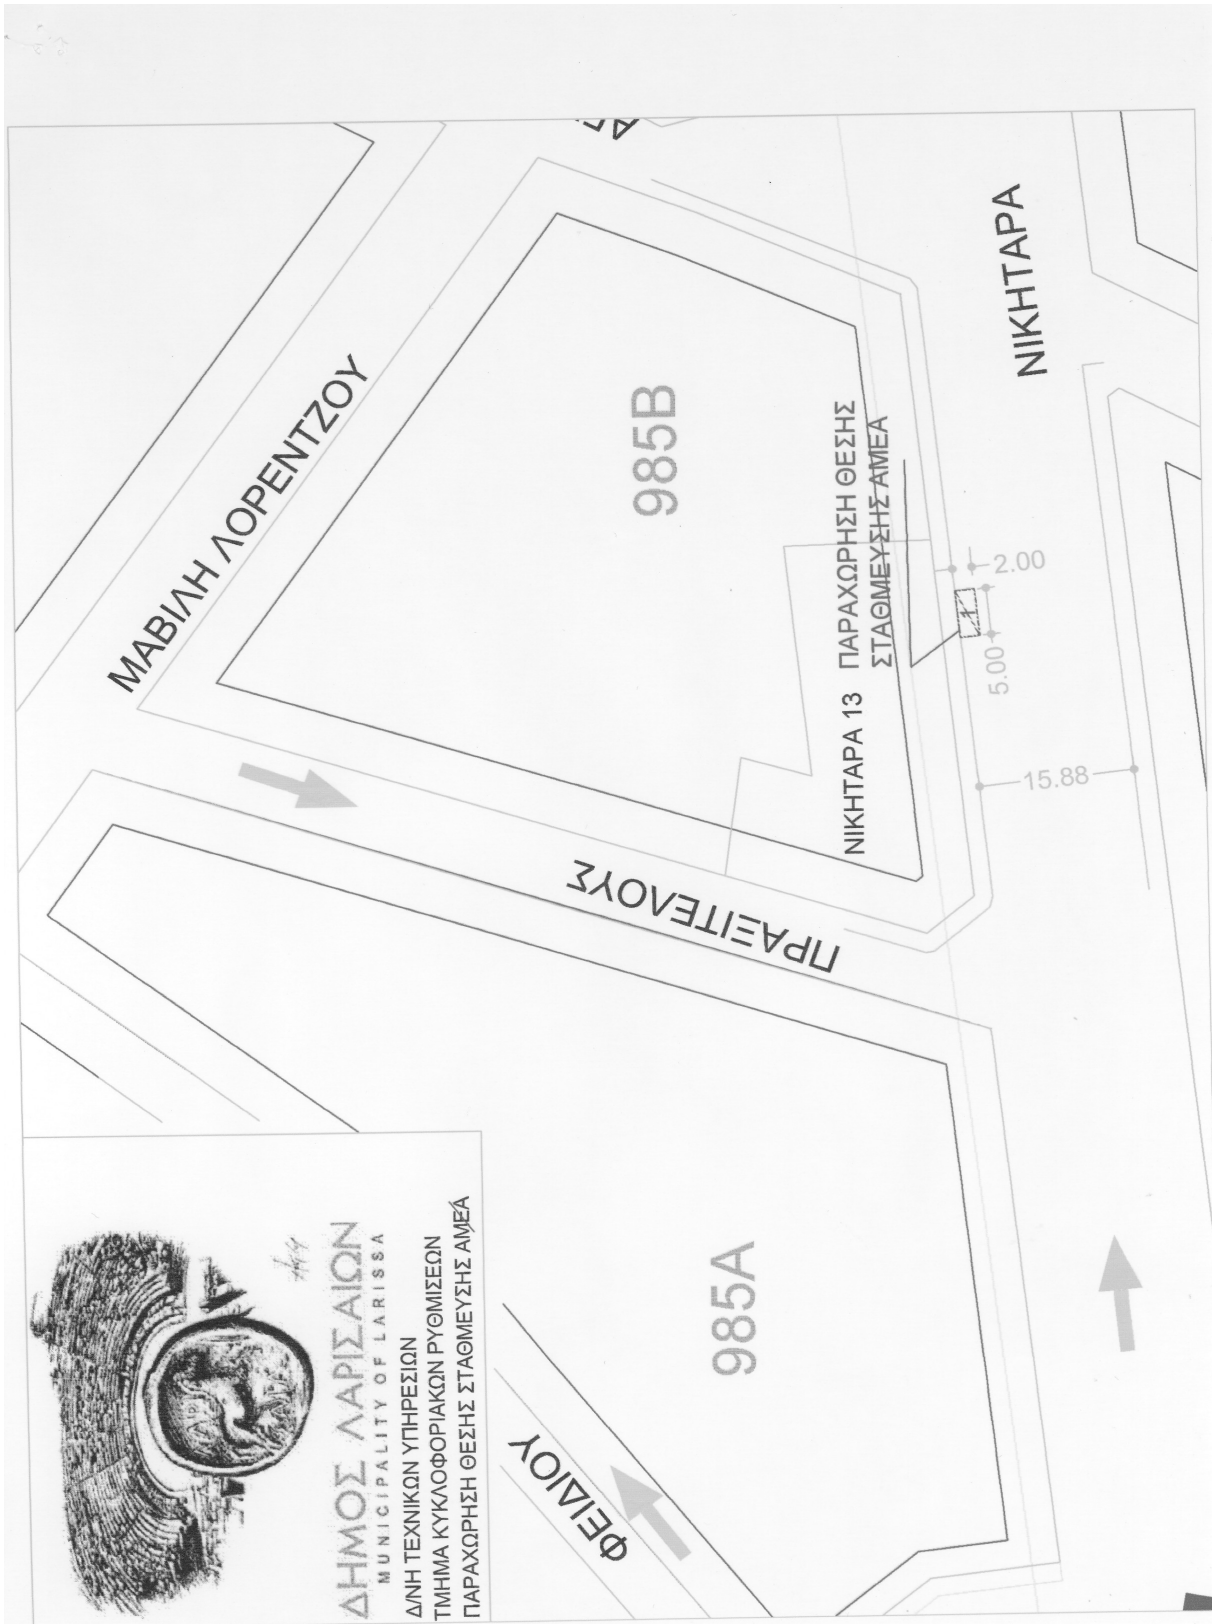 ΔΗΜΟΣ ΛΑΡΙΣΑΙΩΝ
MUNICIPALITY OF LARISSA
Δ/ΝΗ ΤΕΧΝΙΚΩΝ ΥΠΗΡΕΣΙΩΝ
ΤΜΗΜΑ ΚΥΚΛΟΦΟΡΙΑΚΩΝ ΡΥΘΜΙΣΕΩΝ
ΠΑΡΑΧΩΡΗΣΗ ΘΕΣΗΣ ΣΤΑΘΜΕΥΣΗΣ ΑΜΕΑ
ΜΑΒΙΛΗ ΛΟΡΕΝΤΖΟΥ
985Β
ΠΡΑΞΙΤΕΛΟΥΣ
985Α
ΦΕΙΔΙΟΥ
ΝΙΚΗΤΑΡΑ 13
ΠΑΡΑΧΩΡΗΣΗ ΘΕΣΗΣ
ΣΤΑΘΜΕΥΣΗΣ ΑΜΕΑ
ΝΙΚΗΤΑΡΑ
2.00
5.00
15.88